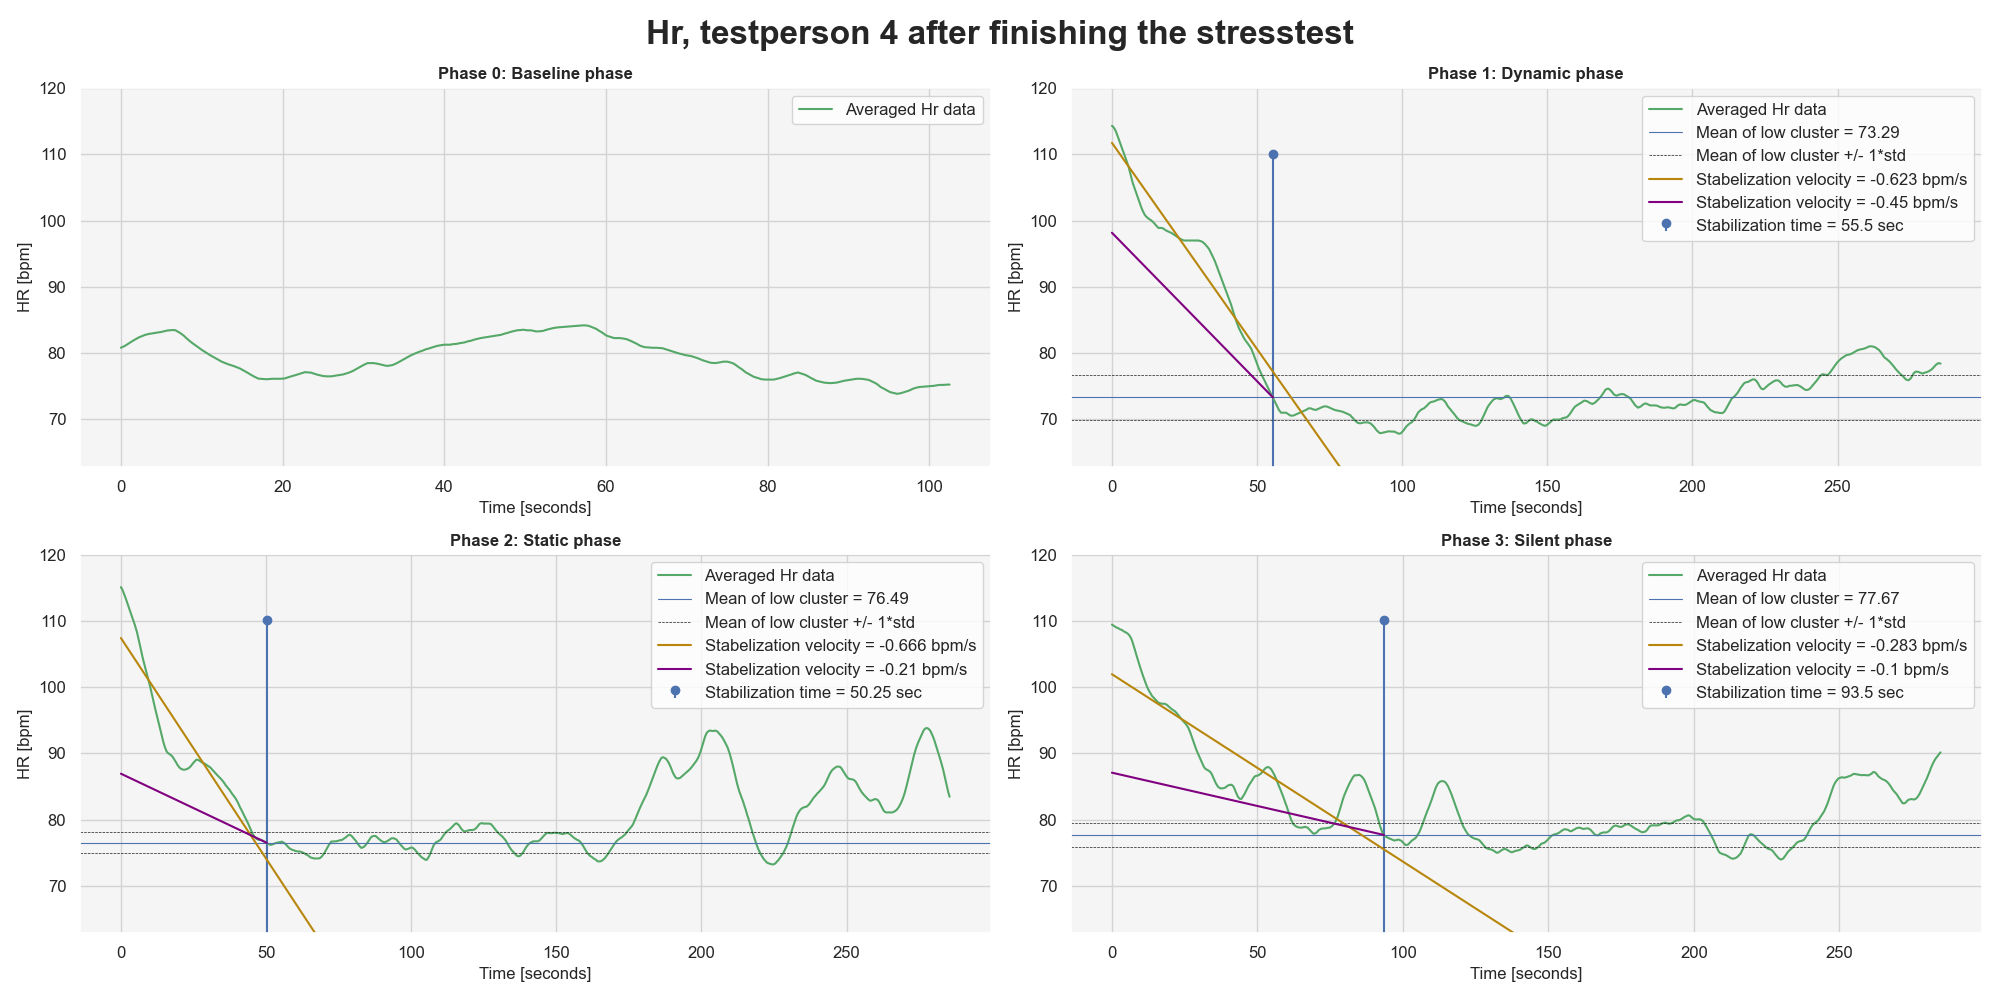 Hr, testperson 4 after finishing the stresstest
Phase 0: Baseline phase
120
110
100
90
80
70
HR [bpm]
Averaged Hr data
0 20 40 60 80 100
Time [seconds]
Phase 1: Dynamic phase
120
110
100
90
80
70
HR [bpm]
Averaged Hr data
Mean of low cluster = 73.29
Mean of low cluster +/- 1*std
Stabelization velocity = -0.623 bpm/s
Stabelization velocity = -0.45 bpm/s
Stabilization time = 55.5 sec
0 50 100 150 200 250
Time [seconds]
Phase 2: Static phase
120
110
100
90
80
70
HR [bpm]
Averaged Hr data
Mean of low cluster = 76.49
Mean of low cluster +/- 1*std
Stabelization velocity = -0.666 bpm/s
Stabelization velocity = -0.21 bpm/s
Stabilization time = 50.25 sec
0 50 100 150 200 250
Time [seconds]
Phase 3: Silent phase
120
110
100
90
80
70
HR [bpm]
Averaged Hr data
Mean of low cluster = 77.67
Mean of low cluster +/- 1*std
Stabelization velocity = -0.283 bpm/s
Stabelization velocity = -0.1 bpm/s
Stabilization time = 93.5 sec
0 50 100 150 200 250
Time [seconds]